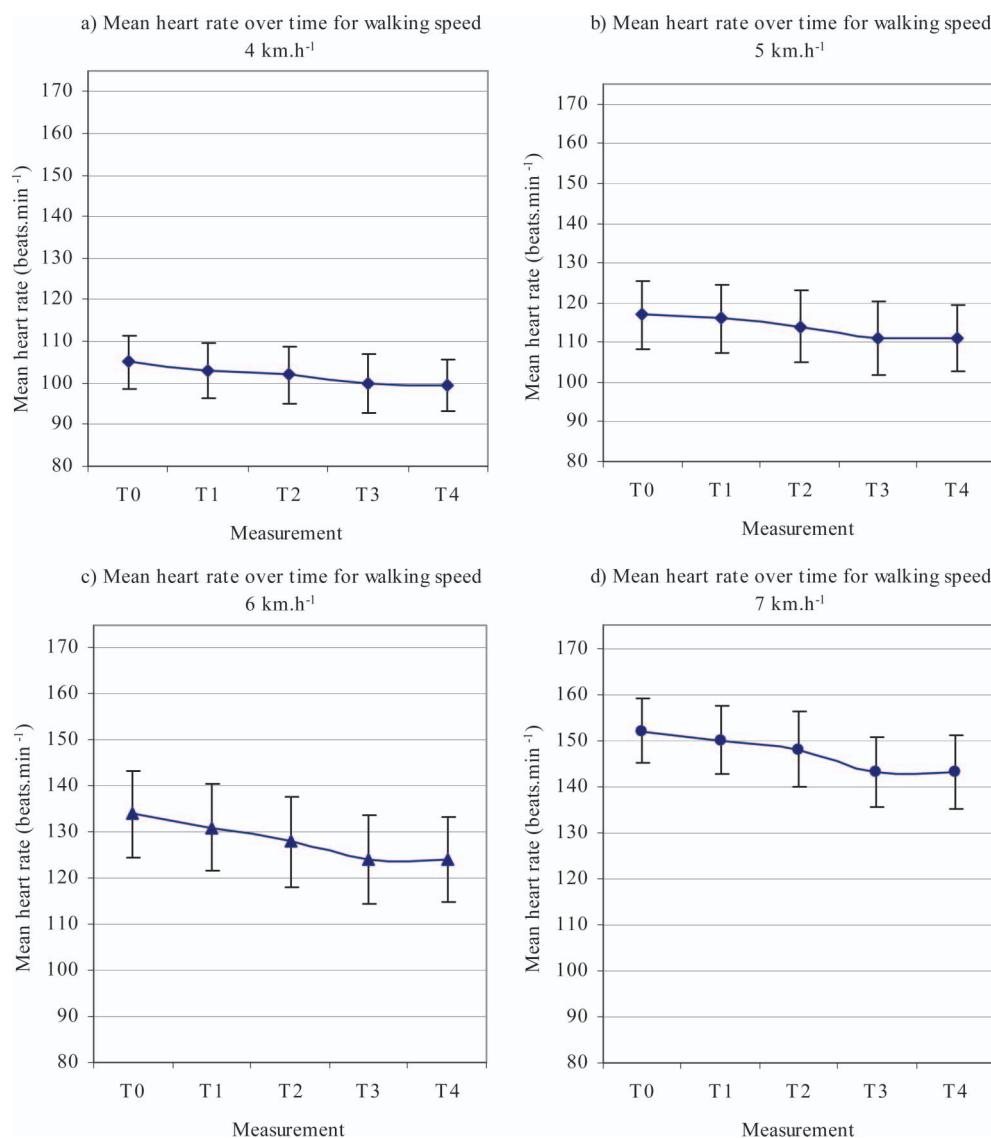 a) Mean heart rate over time for walking speed
4 km.h-1
Mean heart rate (beats.min -1)
170
160
150
140
130
120
110
100
90
80
T0 T1 T2 T3 T4
Measurement
b) Mean heart rate over time for walking speed
5 km.h-1
Mean heart rate (beats.min -1)
170
160
150
140
130
120
110
100
90
80
T0 T1 T2 T3 T4
Measurement
c) Mean heart rate over time for walking speed
6 km.h-1
Mean heart rate (beats.min -1)
170
160
150
140
130
120
110
100
90
80
T0 T1 T2 T3 T4
Measurement
d) Mean heart rate over time for walking speed
7 km.h-1
Mean heart rate (beats.min -1)
170
160
150
140
130
120
110
100
90
80
T0 T1 T2 T3 T4
Measurement